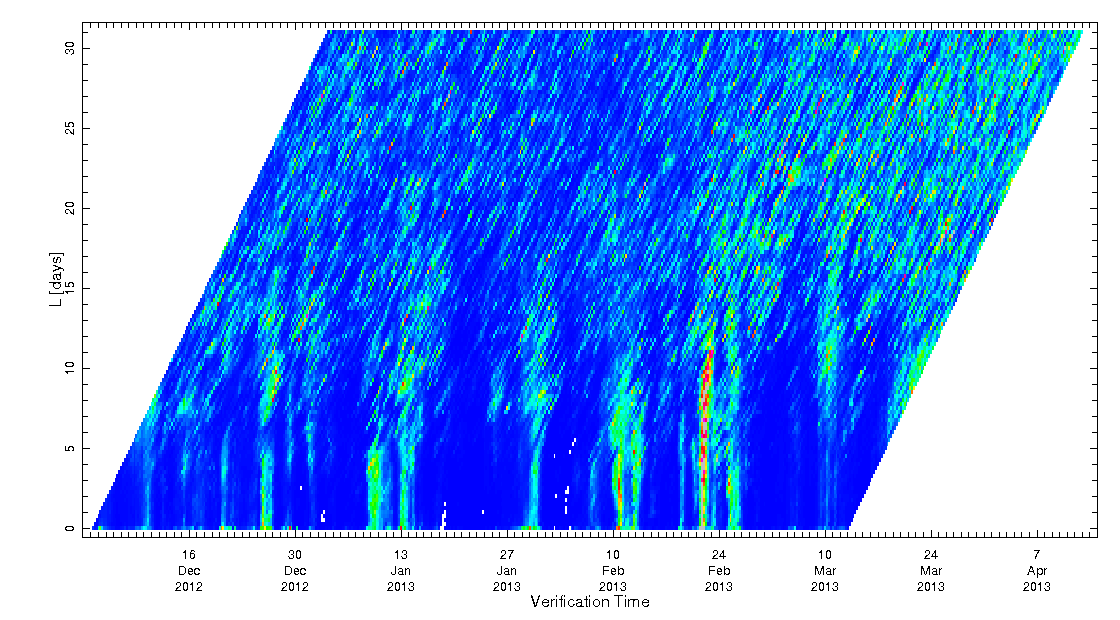 30
25
20
15
10
5
0
L [days]
16 30 13 27 10 24 10 24 7
Dec Dec Jan Jan Feb Feb Mar Mar Apr
2012 2012 2013 2013 2013 2013 2013 2013 2013
Verification Time